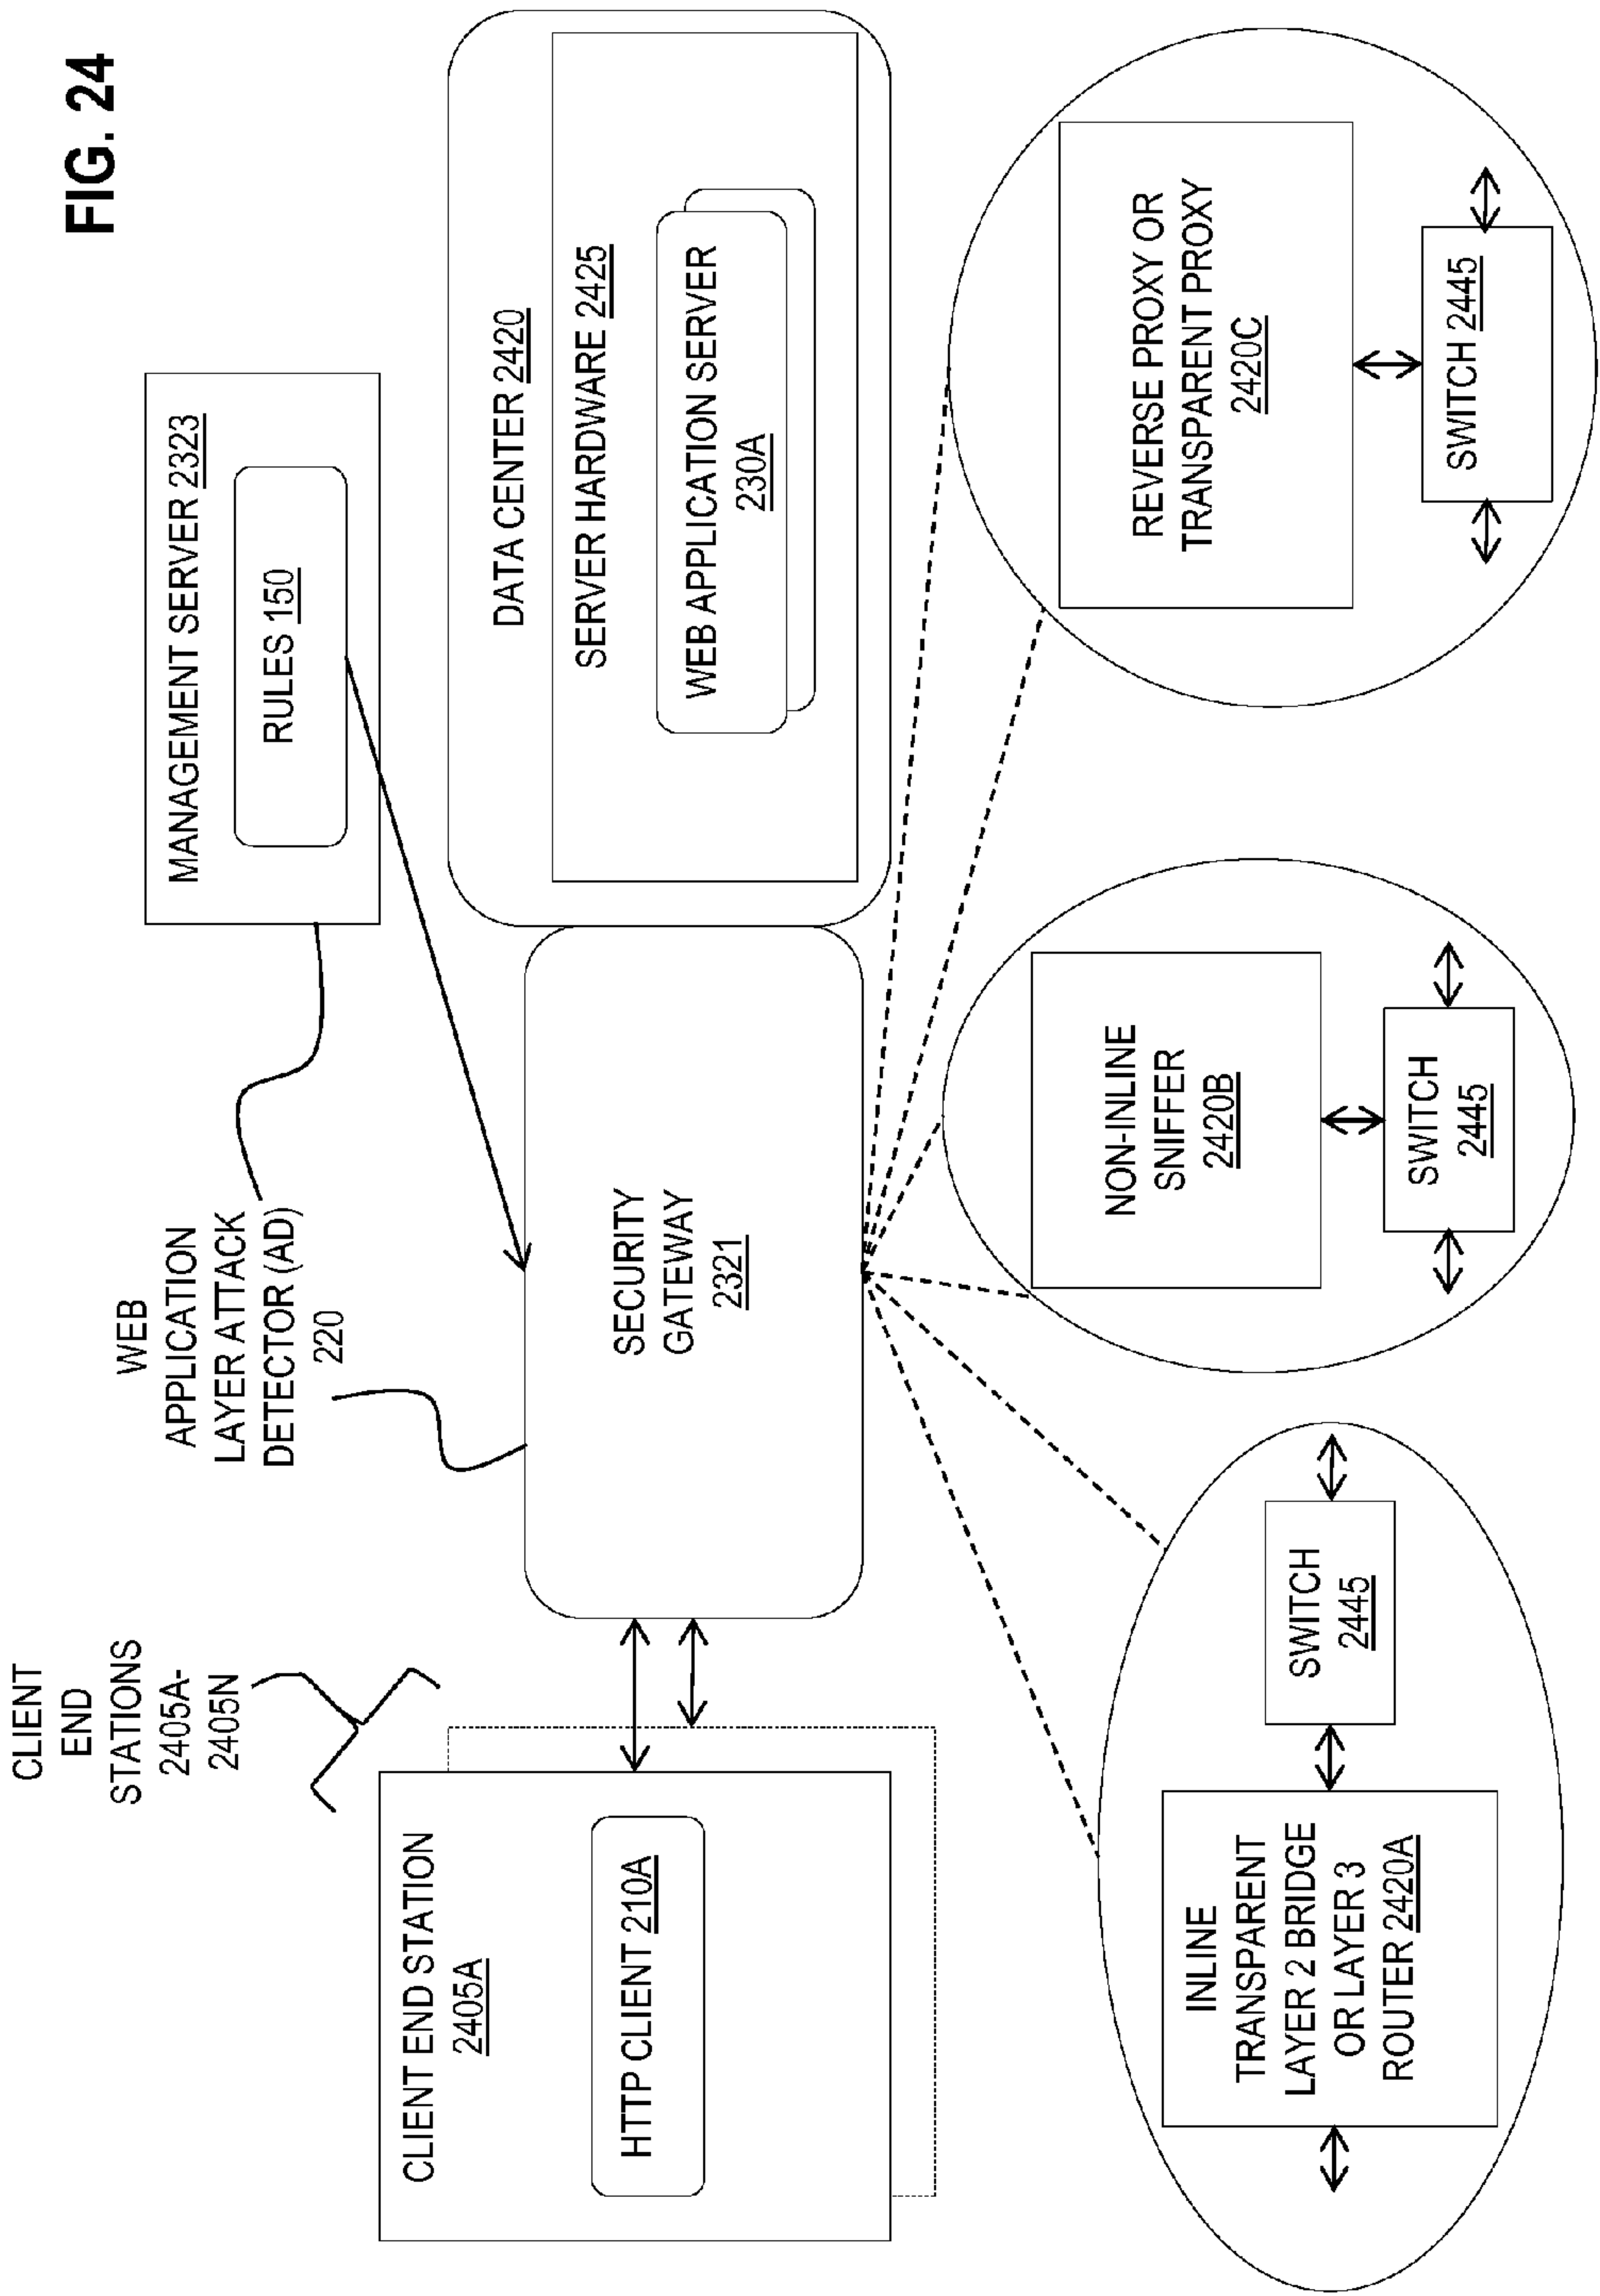 FIG. 24
CLIENT
END
STATIONS
2405A-
2405N
WEB
APPLICATION
LAYER ATTACK
DETECTOR (AD)
220
MANAGEMENT SERVER 2323
RULES 150
CLIENT END STATION
2405A
HTTP CLIENT 210A
SECURITY
GATEWAY
2321
DATA CENTER 2420
SERVER HARDWARE 2425
WEB APPLICATION SERVER
230A
INLINE
TRANSPARENT
LAYER 2 BRIDGE
OR LAYER 3
ROUTER 2420A
SWITCH
2445
NON-INLINE
SNIFFER
2420B
SWITCH
2445
REVERSE PROXY OR
TRANSPARENT PROXY
2420C
SWITCH 2445